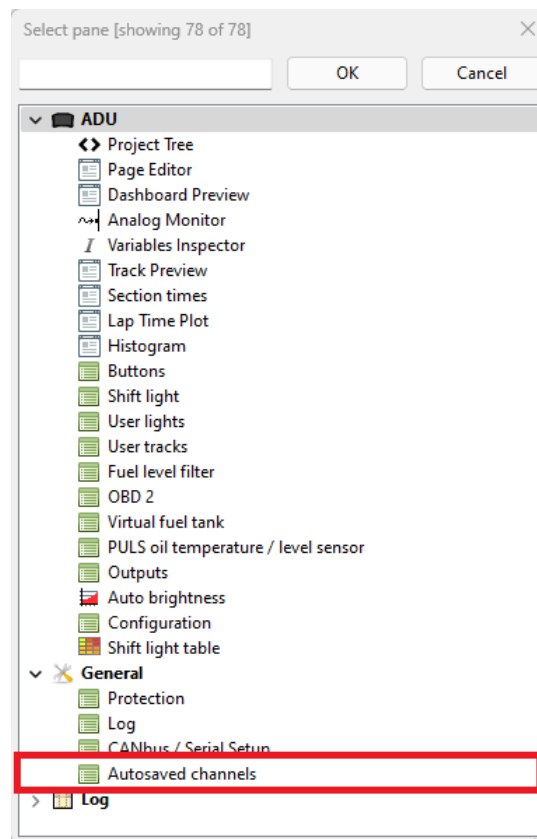 Select pane [showing 78 of 78]
OK Cancel
ADU
Project Tree
Page Editor
Dashboard Preview
Analog Monitor
Variables Inspector
Track Preview
Section times
Lap Time Plot
Histogram
Buttons
Shift light
User lights
User tracks
Fuel level filter
OBD 2
Virtual fuel tank
PULS oil temperature / level sensor
Outputs
Auto brightness
Configuration
Shift light table
General
Protection
Log
CANbus / Serial Setup
Autosaved channels
Log